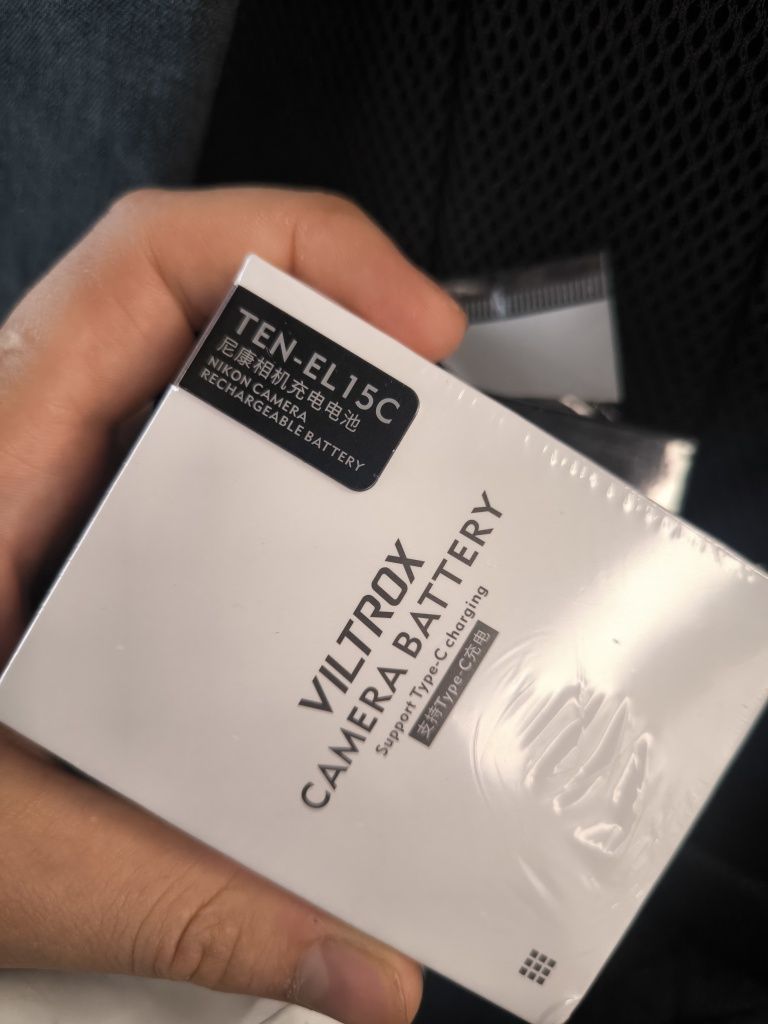 TEN-EL15C
尼康相机充电电池
NIKON CAMERA
RECHARGEABLE BATTERY
VILTROX
CAMERA BATTERY
Support Type-C charging
支持Type-C充电